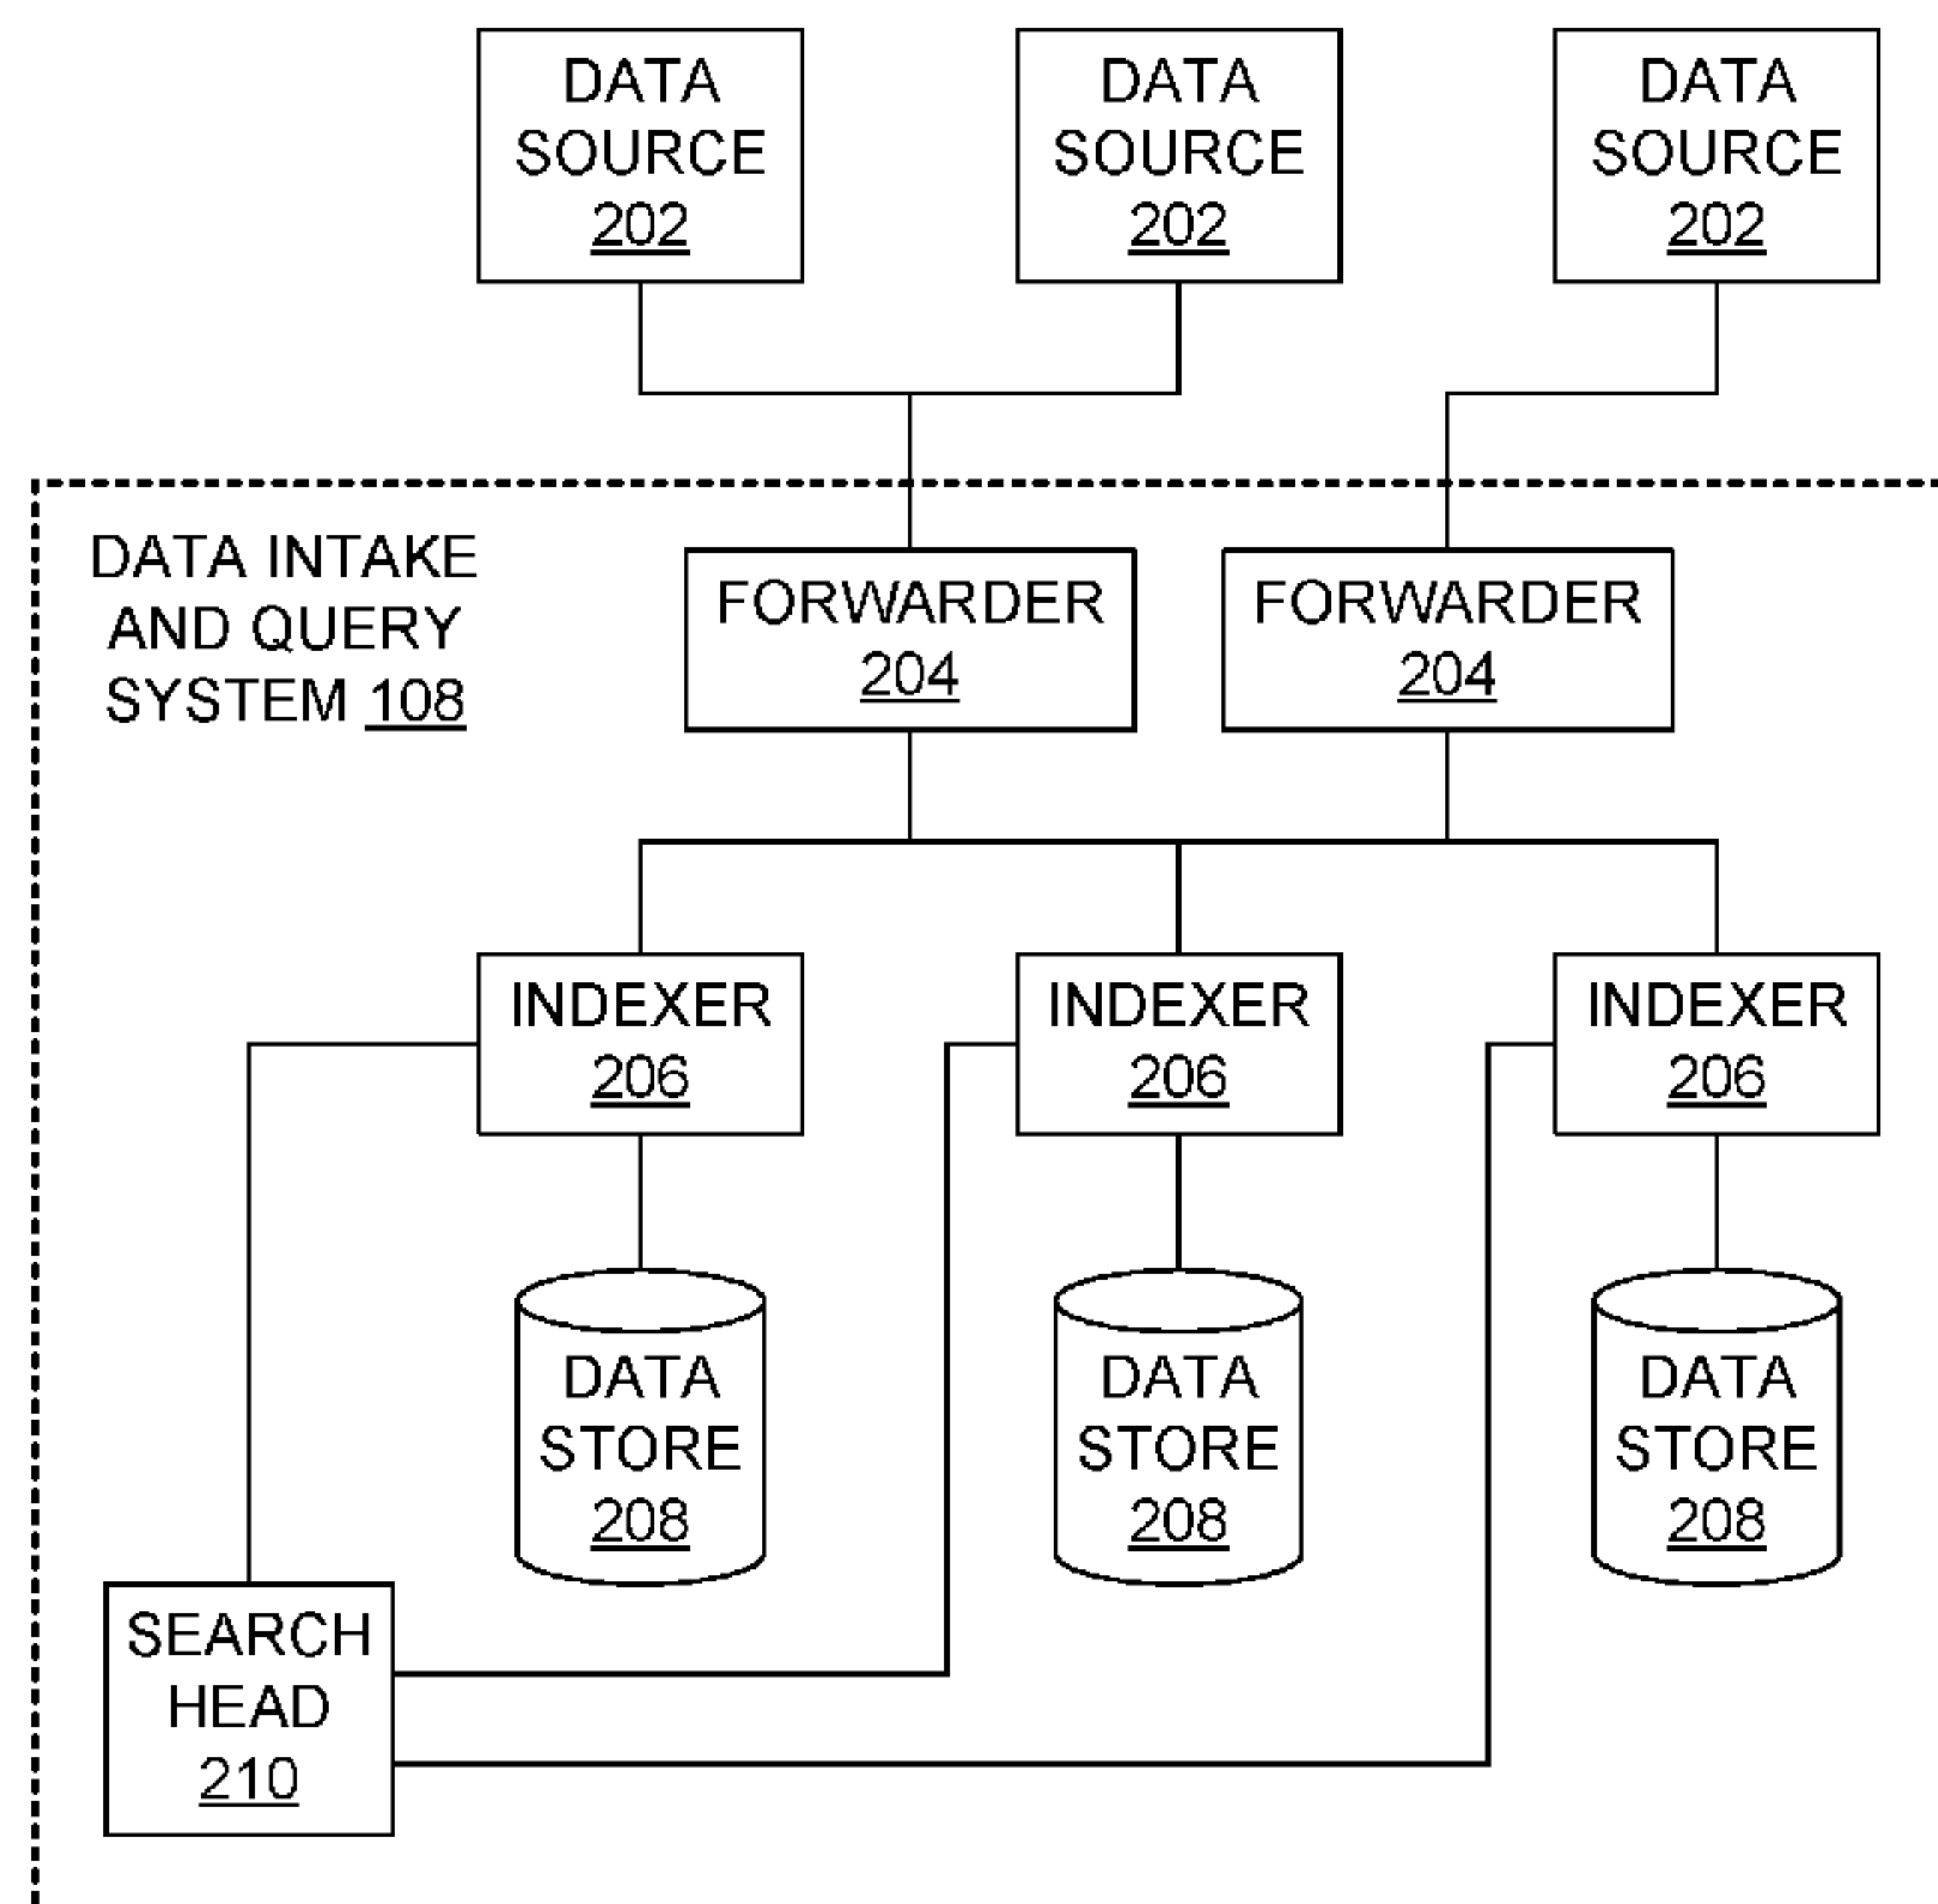 DATA
SOURCE
202
DATA
SOURCE
202
DATA
SOURCE
202
DATA INTAKE
AND QUERY
SYSTEM 108
FORWARDER
204
FORWARDER
204
INDEXER
206
INDEXER
206
INDEXER
206
DATA
STORE
208
DATA
STORE
208
DATA
STORE
208
SEARCH
HEAD
210